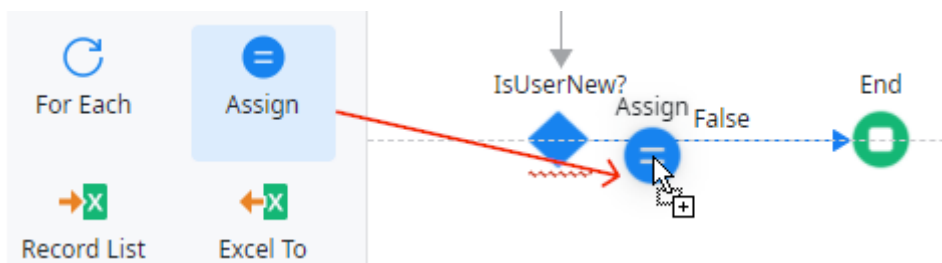 For Each
Assign
Record List
Excel To
IsUserNew?
Assign
False
End